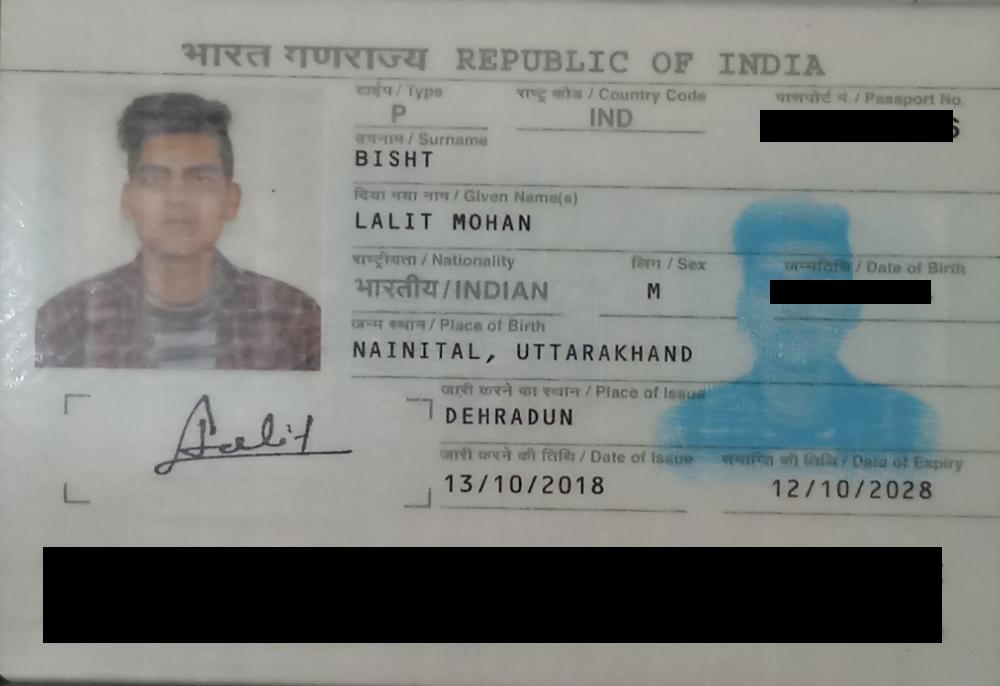 भारत गणराज्य REPUBLIC OF INDIA
टाईप / Type राष्ट्र कोड / Country Code पासपोर्ट नं / Passport No.
P IND S
उपनाम / Surname
BISHT
दिया गया नाम / Given Name(s)
LALIT MOHAN
राष्ट्रीयता / Nationality लिंग / Sex जन्मतिथि / Date of Birth
भारतीय / INDIAN M
जन्म स्थान / Place of Birth
NAINITAL, UTTARAKHAND
जारी करने का स्थान / Place of Issue
DEHRADUN
Lalit
जारी करने की तिथि / Date of Issue समाप्ति की तिथि / Date of Expiry
13/10/2018 12/10/2028